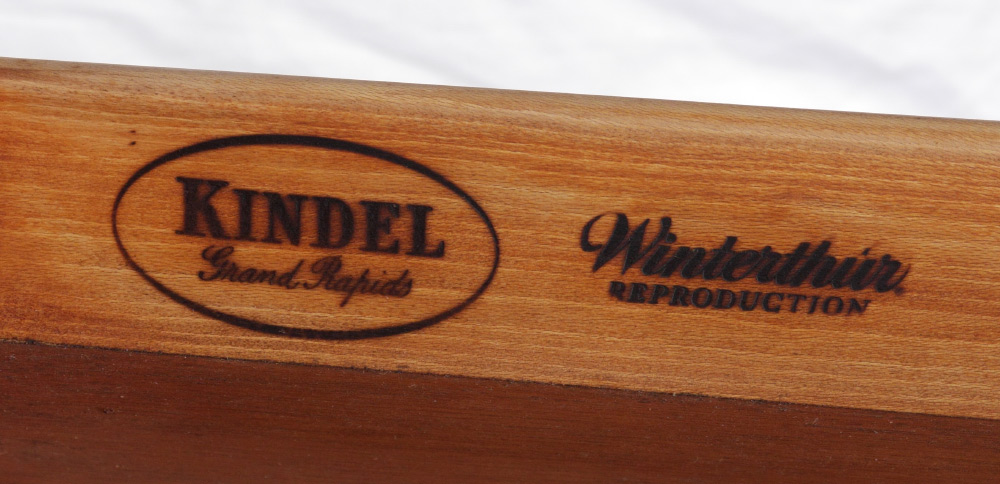 KINDEL
Grand Rapids
Winterthur
REPRODUCTION